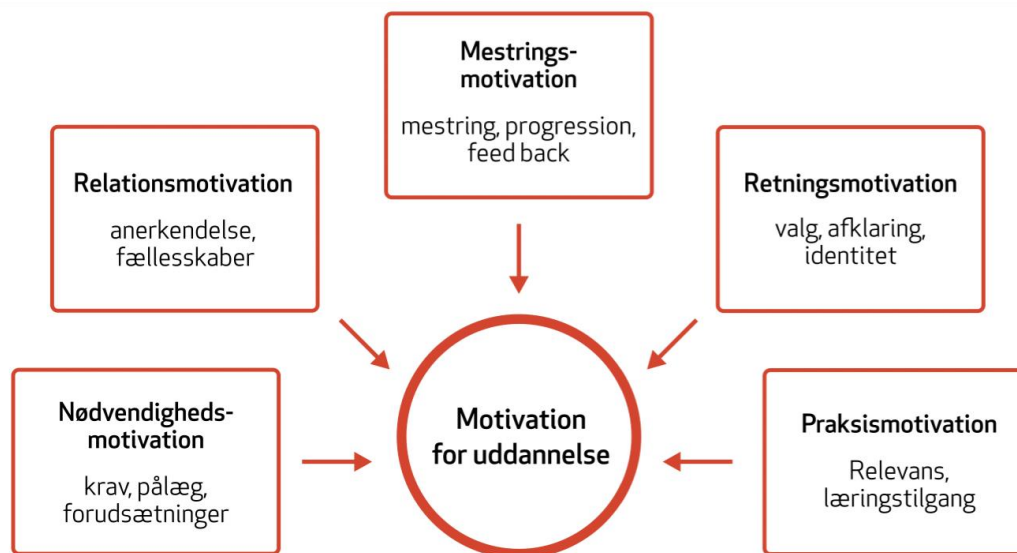 Mestrings-
motivation
mestring, progression,
feed back
Relationsmotivation
anerkendelse,
fællesskaber
Retningsmotivation
valg, afklaring,
identitet
Nødvendigheds-
motivation
krav, pålæg,
forudsætninger
Motivation
for uddannelse
Praksismotivation
Relevans,
læringstilgang